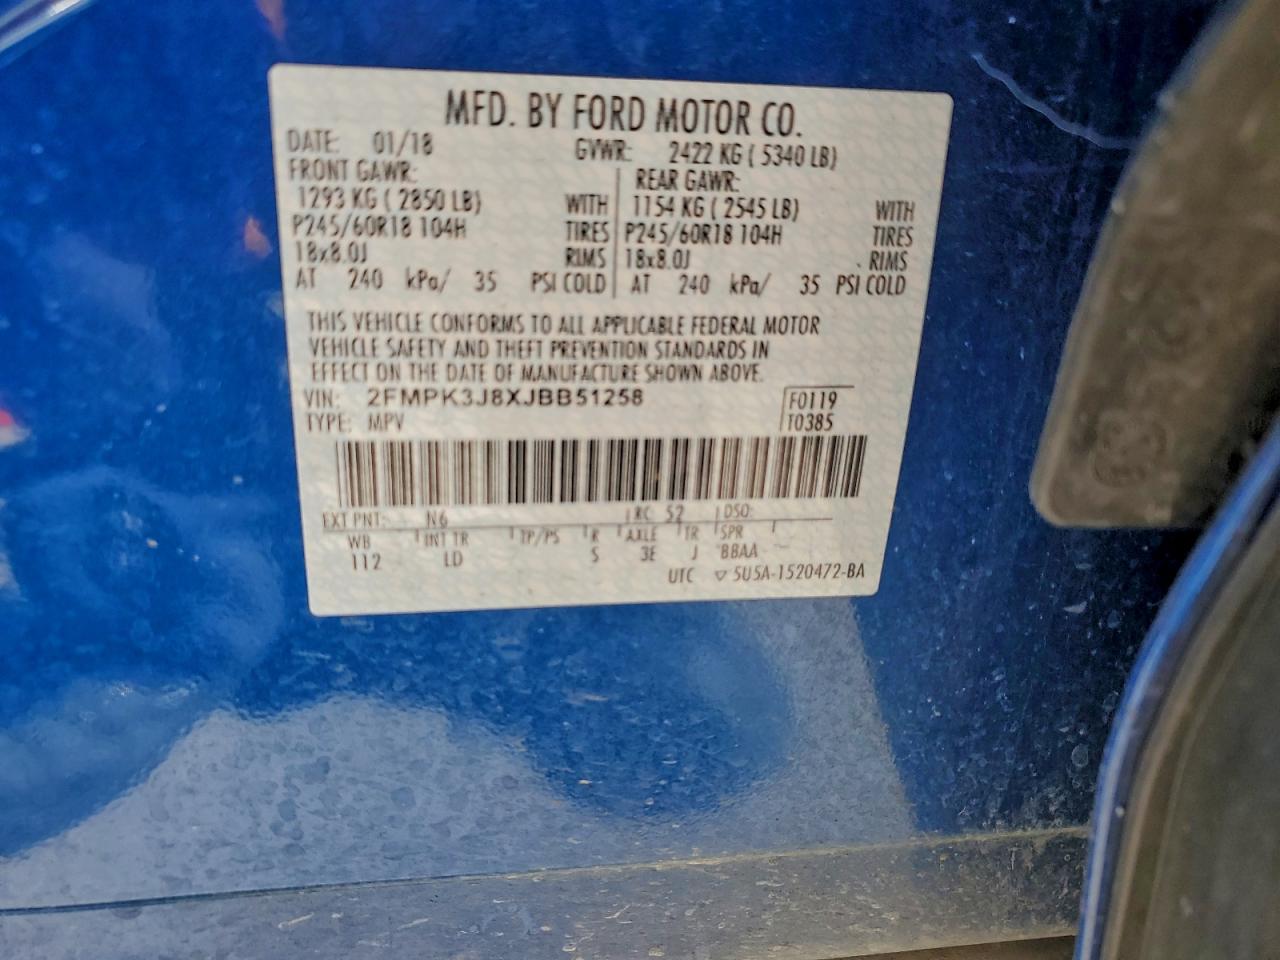 MFD. BY FORD MOTOR CO.
DATE: 01/18 GVWR: 2422 KG ( 5340 LB)
FRONT GAWR: REAR GAWR:
1293 KG ( 2850 LB) WITH 1154 KG ( 2545 LB) WITH
P245/60R18 104H TIRES P245/60R18 104H TIRES
18x8.0J RIMS 18x8.0J RIMS
AT 240 kPa/ 35 PSI COLD AT 240 kPa/ 35 PSI COLD
THIS VEHICLE CONFORMS TO ALL APPLICABLE FEDERAL MOTOR
VEHICLE SAFETY AND THEFT PREVENTION STANDARDS IN
EFFECT ON THE DATE OF MANUFACTURE SHOWN ABOVE.
VIN: 2FMPK3J8XJBB51258 F0119
TYPE: MPV T0385
EXT PNT: N6 RC 52 DSO:
WB INT TR TP/PS R AXLE TR SPR
112 LD S 3E J BBAA
UTC ▽ 5U5A-1520472-BA